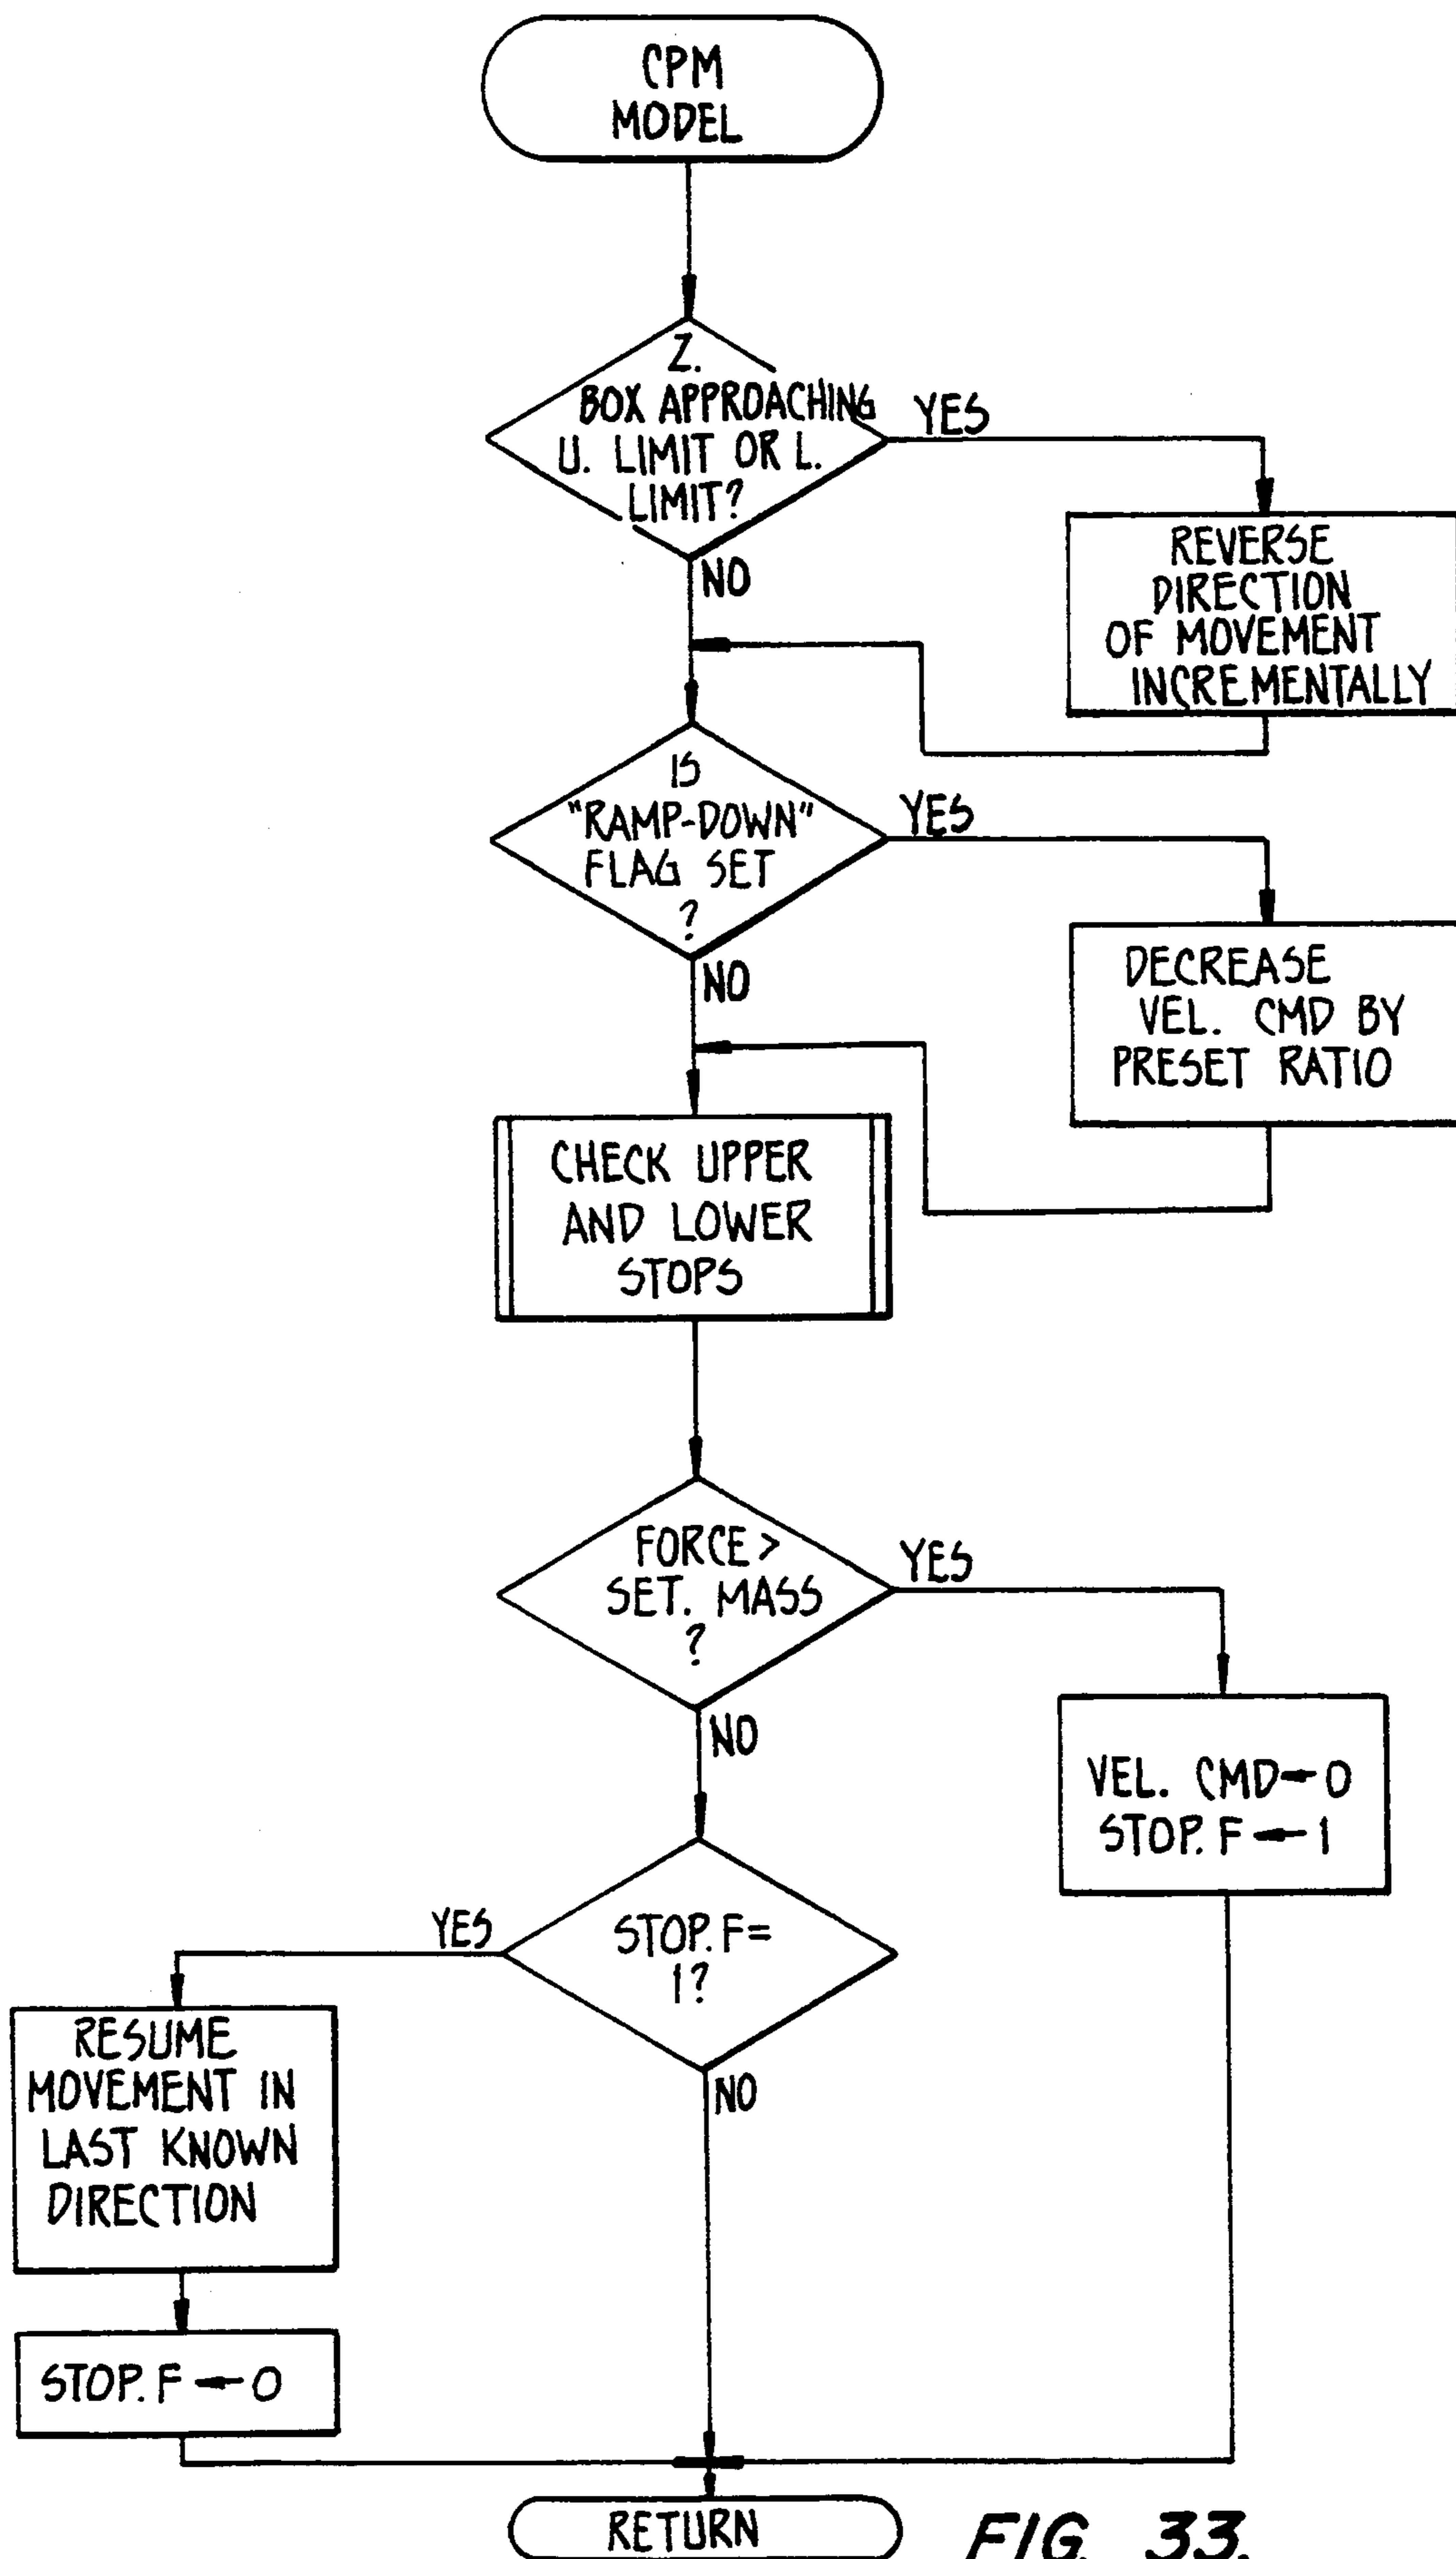 CPM
MODEL
Z.
BOX APPROACHING
U. LIMIT OR L.
LIMIT?
YES
NO
REVERSE
DIRECTION
OF MOVEMENT
INCREMENTALLY
IS
"RAMP-DOWN"
FLAG SET
?
YES
NO
DECREASE
VEL. CMD BY
PRESET RATIO
CHECK UPPER
AND LOWER
STOPS
FORCE >
SET. MASS
?
YES
NO
VEL. CMD ← 0
STOP. F ← 1
STOP. F =
1?
YES
NO
RESUME
MOVEMENT IN
LAST KNOWN
DIRECTION
STOP. F ← 0
RETURN
FIG. 33.